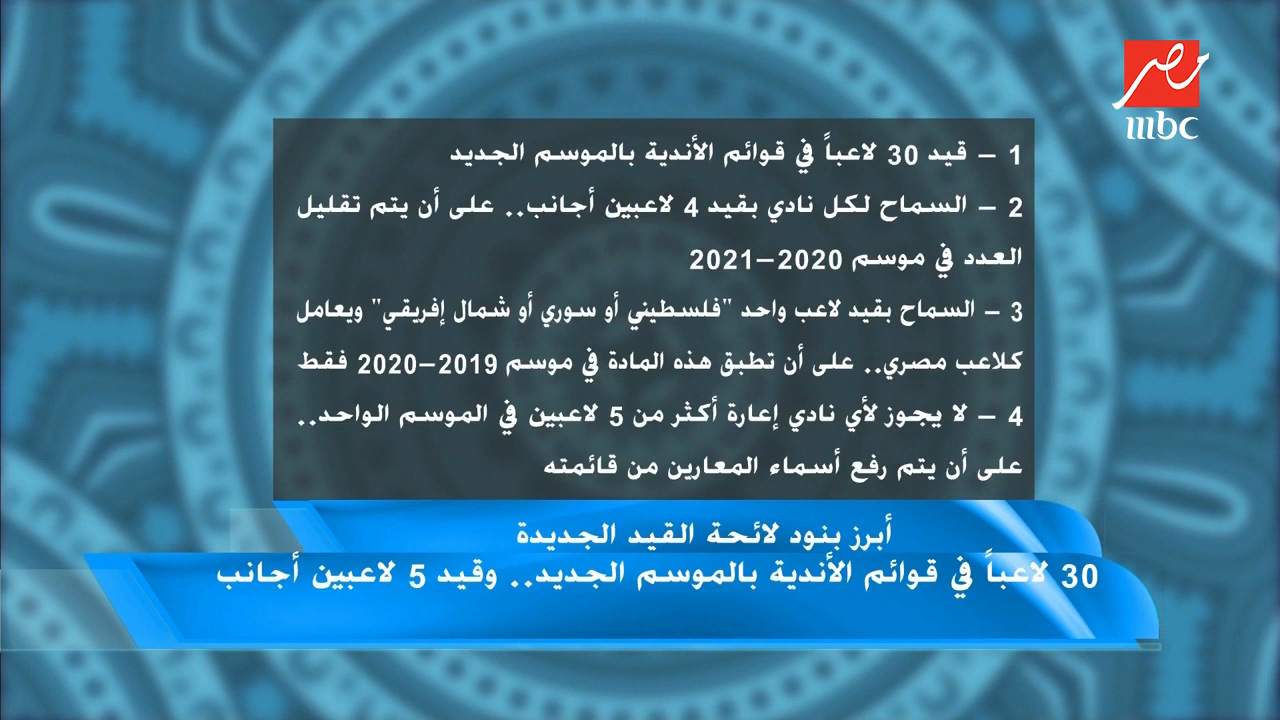 مصر
mbc
1 – قيد 30 لاعباً في قوائم الأندية بالموسم الجديد
2 – السماح لكل نادي بقيد 4 لاعبين أجانب.. على أن يتم تقليل
العدد في موسم 2020–2021
3 – السماح بقيد لاعب واحد "فلسطيني أو سوري أو شمال إفريقي" ويعامل
كلاعب مصري.. على أن تطبق هذه المادة في موسم 2019–2020 فقط
4 – لا يجوز لأي نادي إعارة أكثر من 5 لاعبين في الموسم الواحد..
على أن يتم رفع أسماء المعارين من قائمته
أبرز بنود لائحة القيد الجديدة
30 لاعباً في قوائم الأندية بالموسم الجديد.. وقيد 5 لاعبين أجانب